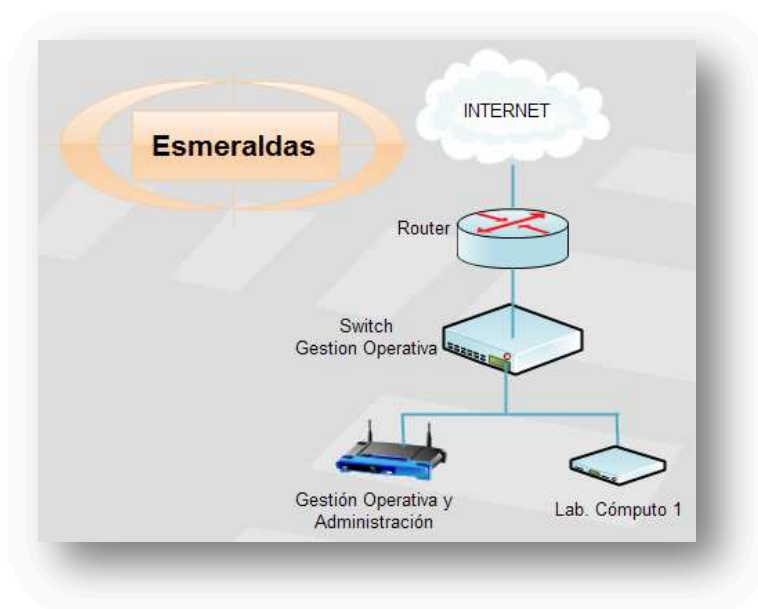 Esmeraldas
INTERNET
Router
Switch
Gestion Operativa
Gestión Operativa y
Administración
Lab. Cómputo 1